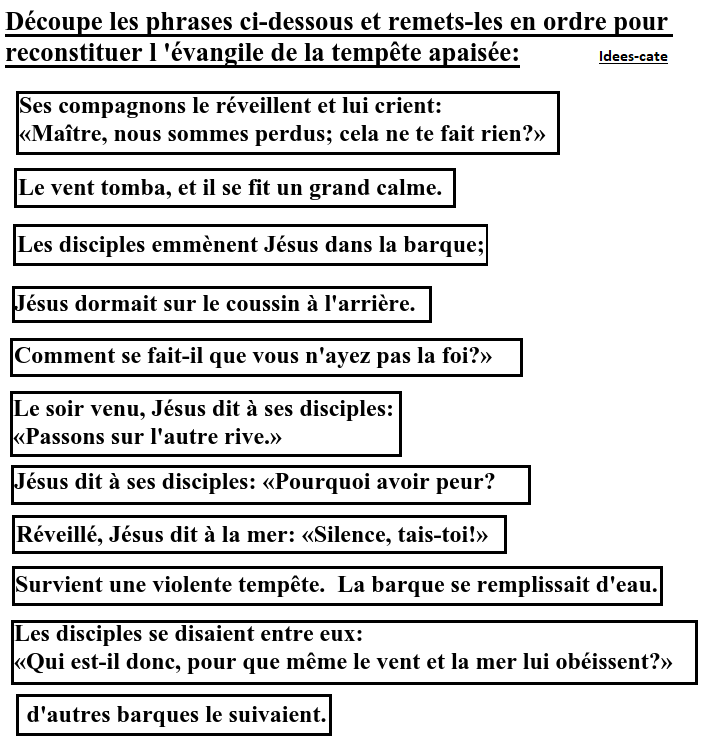 Découpe les phrases ci-dessous et remets-les en ordre pour
reconstituer l 'évangile de la tempête apaisée:
Idees-cate
Ses compagnons le réveillent et lui crient:
«Maître, nous sommes perdus; cela ne te fait rien?»
Le vent tomba, et il se fit un grand calme.
Les disciples emmènent Jésus dans la barque;
Jésus dormait sur le coussin à l'arrière.
Comment se fait-il que vous n'ayez pas la foi?»
Le soir venu, Jésus dit à ses disciples:
«Passons sur l'autre rive.»
Jésus dit à ses disciples: «Pourquoi avoir peur?
Réveillé, Jésus dit à la mer: «Silence, tais-toi!»
Survient une violente tempête.  La barque se remplissait d'eau.
Les disciples se disaient entre eux:
«Qui est-il donc, pour que même le vent et la mer lui obéissent?»
d'autres barques le suivaient.